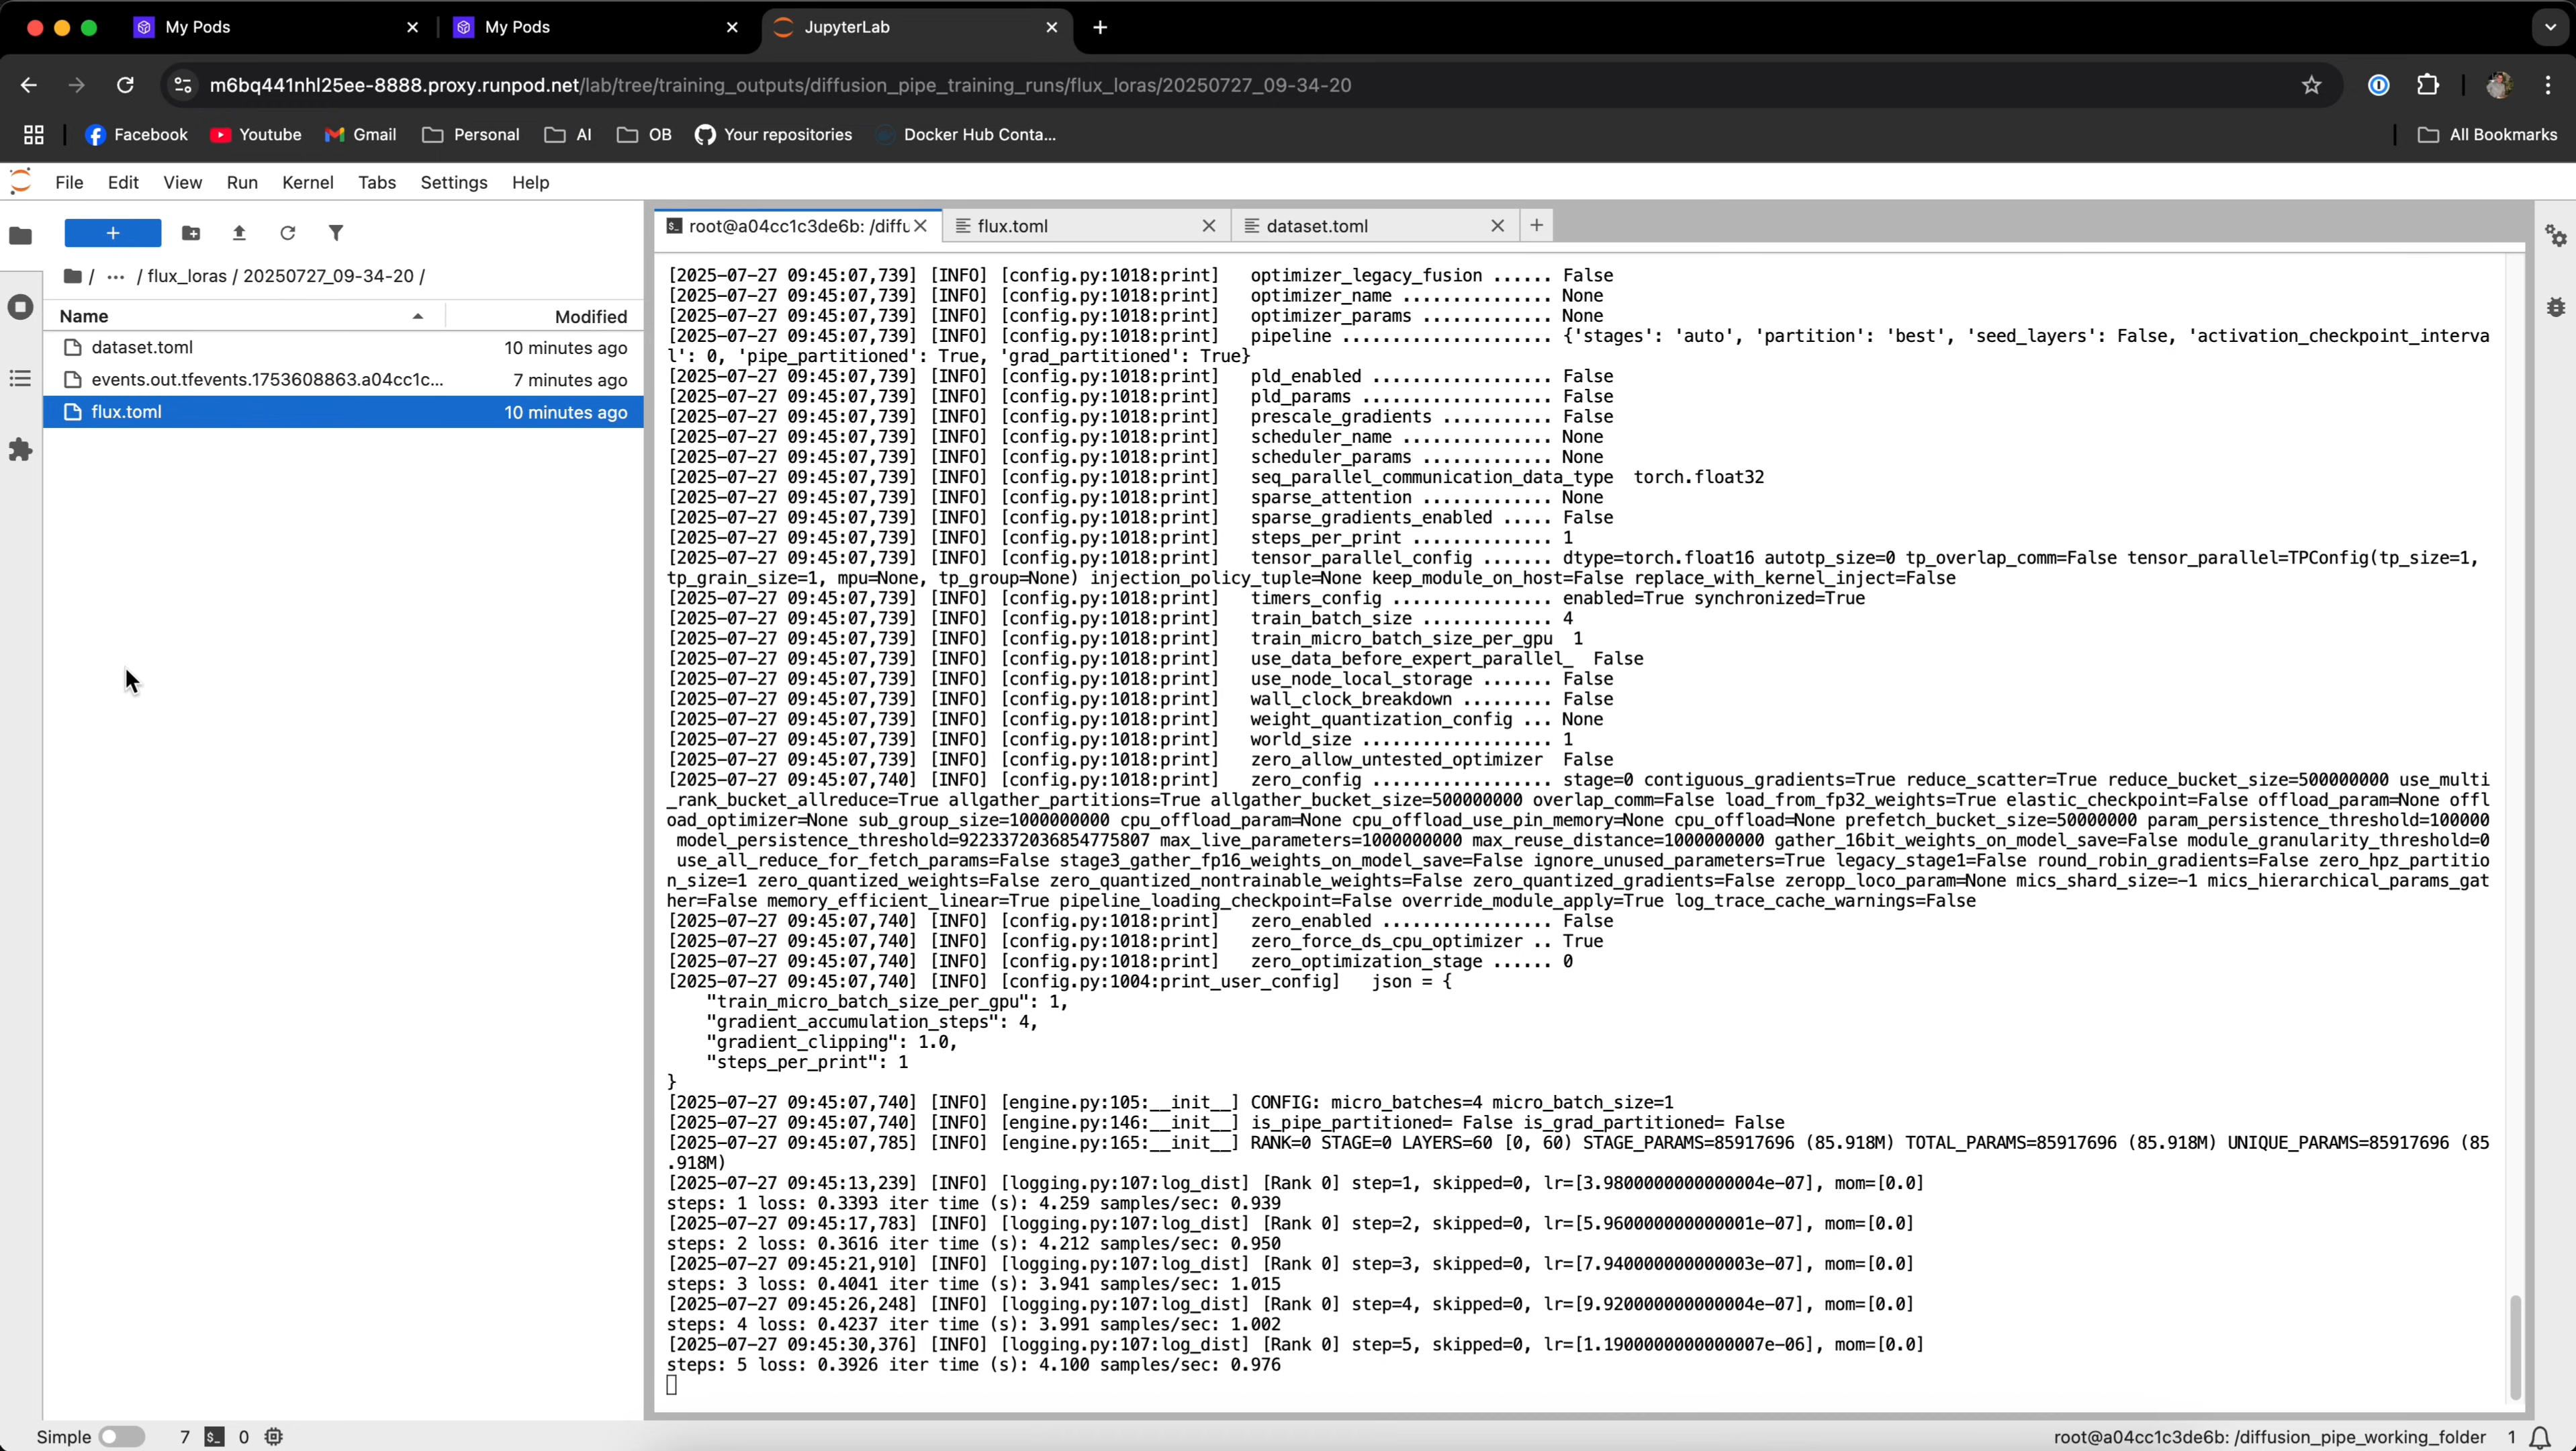 My Pods
My Pods
JupyterLab
m6bq441nhl25ee-8888.proxy.runpod.net/lab/tree/training_outputs/diffusion_pipe_training_runs/flux_loras/20250727_09-34-20
Facebook
Youtube
Gmail
Personal
AI
OB
Your repositories
Docker Hub Conta...
All Bookmarks
File Edit View Run Kernel Tabs Settings Help
/ ··· / flux_loras / 20250727_09-34-20 /
Name Modified
dataset.toml 10 minutes ago
events.out.tfevents.1753608863.a04cc1c... 7 minutes ago
flux.toml 10 minutes ago
root@a04cc1c3de6b: /diffu
flux.toml
dataset.toml
[2025-07-27 09:45:07,739] [INFO] [config.py:1018:print]   optimizer_legacy_fusion ...... False
[2025-07-27 09:45:07,739] [INFO] [config.py:1018:print]   optimizer_name ............... None
[2025-07-27 09:45:07,739] [INFO] [config.py:1018:print]   optimizer_params ............. None
[2025-07-27 09:45:07,739] [INFO] [config.py:1018:print]   pipeline ..................... {'stages': 'auto', 'partition': 'best', 'seed_layers': False, 'activation_checkpoint_interva
l': 0, 'pipe_partitioned': True, 'grad_partitioned': True}
[2025-07-27 09:45:07,739] [INFO] [config.py:1018:print]   pld_enabled .................. False
[2025-07-27 09:45:07,739] [INFO] [config.py:1018:print]   pld_params ................... False
[2025-07-27 09:45:07,739] [INFO] [config.py:1018:print]   prescale_gradients ........... False
[2025-07-27 09:45:07,739] [INFO] [config.py:1018:print]   scheduler_name ............... None
[2025-07-27 09:45:07,739] [INFO] [config.py:1018:print]   scheduler_params ............. None
[2025-07-27 09:45:07,739] [INFO] [config.py:1018:print]   seq_parallel_communication_data_type  torch.float32
[2025-07-27 09:45:07,739] [INFO] [config.py:1018:print]   sparse_attention ............. None
[2025-07-27 09:45:07,739] [INFO] [config.py:1018:print]   sparse_gradients_enabled ..... False
[2025-07-27 09:45:07,739] [INFO] [config.py:1018:print]   steps_per_print .............. 1
[2025-07-27 09:45:07,739] [INFO] [config.py:1018:print]   tensor_parallel_config ....... dtype=torch.float16 autotp_size=0 tp_overlap_comm=False tensor_parallel=TPConfig(tp_size=1,
tp_grain_size=1, mpu=None, tp_group=None) injection_policy_tuple=None keep_module_on_host=False replace_with_kernel_inject=False
[2025-07-27 09:45:07,739] [INFO] [config.py:1018:print]   timers_config ................ enabled=True synchronized=True
[2025-07-27 09:45:07,739] [INFO] [config.py:1018:print]   train_batch_size ............. 4
[2025-07-27 09:45:07,739] [INFO] [config.py:1018:print]   train_micro_batch_size_per_gpu  1
[2025-07-27 09:45:07,739] [INFO] [config.py:1018:print]   use_data_before_expert_parallel_  False
[2025-07-27 09:45:07,739] [INFO] [config.py:1018:print]   use_node_local_storage ....... False
[2025-07-27 09:45:07,739] [INFO] [config.py:1018:print]   wall_clock_breakdown ......... False
[2025-07-27 09:45:07,739] [INFO] [config.py:1018:print]   weight_quantization_config ... None
[2025-07-27 09:45:07,739] [INFO] [config.py:1018:print]   world_size ................... 1
[2025-07-27 09:45:07,739] [INFO] [config.py:1018:print]   zero_allow_untested_optimizer  False
[2025-07-27 09:45:07,740] [INFO] [config.py:1018:print]   zero_config .................. stage=0 contiguous_gradients=True reduce_scatter=True reduce_bucket_size=500000000 use_multi
_rank_bucket_allreduce=True allgather_partitions=True allgather_bucket_size=500000000 overlap_comm=False load_from_fp32_weights=True elastic_checkpoint=False offload_param=None offl
oad_optimizer=None sub_group_size=1000000000 cpu_offload_param=None cpu_offload_use_pin_memory=None cpu_offload=None prefetch_bucket_size=50000000 param_persistence_threshold=100000
 model_persistence_threshold=9223372036854775807 max_live_parameters=1000000000 max_reuse_distance=1000000000 gather_16bit_weights_on_model_save=False module_granularity_threshold=0
 use_all_reduce_for_fetch_params=False stage3_gather_fp16_weights_on_model_save=False ignore_unused_parameters=True legacy_stage1=False round_robin_gradients=False zero_hpz_partitio
n_size=1 zero_quantized_weights=False zero_quantized_nontrainable_weights=False zero_quantized_gradients=False zeropp_loco_param=None mics_shard_size=-1 mics_hierarchical_params_gat
her=False memory_efficient_linear=True pipeline_loading_checkpoint=False override_module_apply=True log_trace_cache_warnings=False
[2025-07-27 09:45:07,740] [INFO] [config.py:1018:print]   zero_enabled ................. False
[2025-07-27 09:45:07,740] [INFO] [config.py:1018:print]   zero_force_ds_cpu_optimizer .. True
[2025-07-27 09:45:07,740] [INFO] [config.py:1018:print]   zero_optimization_stage ...... 0
[2025-07-27 09:45:07,740] [INFO] [config.py:1004:print_user_config]   json = {
    "train_micro_batch_size_per_gpu": 1,
    "gradient_accumulation_steps": 4,
    "gradient_clipping": 1.0,
    "steps_per_print": 1
}
[2025-07-27 09:45:07,740] [INFO] [engine.py:105:__init__] CONFIG: micro_batches=4 micro_batch_size=1
[2025-07-27 09:45:07,740] [INFO] [engine.py:146:__init__] is_pipe_partitioned= False is_grad_partitioned= False
[2025-07-27 09:45:07,785] [INFO] [engine.py:165:__init__] RANK=0 STAGE=0 LAYERS=60 [0, 60) STAGE_PARAMS=85917696 (85.918M) TOTAL_PARAMS=85917696 (85.918M) UNIQUE_PARAMS=85917696 (85
.918M)
[2025-07-27 09:45:13,239] [INFO] [logging.py:107:log_dist] [Rank 0] step=1, skipped=0, lr=[3.9800000000000004e-07], mom=[0.0]
steps: 1 loss: 0.3393 iter time (s): 4.259 samples/sec: 0.939
[2025-07-27 09:45:17,783] [INFO] [logging.py:107:log_dist] [Rank 0] step=2, skipped=0, lr=[5.960000000000001e-07], mom=[0.0]
steps: 2 loss: 0.3616 iter time (s): 4.212 samples/sec: 0.950
[2025-07-27 09:45:21,910] [INFO] [logging.py:107:log_dist] [Rank 0] step=3, skipped=0, lr=[7.940000000000003e-07], mom=[0.0]
steps: 3 loss: 0.4041 iter time (s): 3.941 samples/sec: 1.015
[2025-07-27 09:45:26,248] [INFO] [logging.py:107:log_dist] [Rank 0] step=4, skipped=0, lr=[9.920000000000004e-07], mom=[0.0]
steps: 4 loss: 0.4237 iter time (s): 3.991 samples/sec: 1.002
[2025-07-27 09:45:30,376] [INFO] [logging.py:107:log_dist] [Rank 0] step=5, skipped=0, lr=[1.1900000000000007e-06], mom=[0.0]
steps: 5 loss: 0.3926 iter time (s): 4.100 samples/sec: 0.976
Simple 7 0
root@a04cc1c3de6b: /diffusion_pipe_working_folder 1